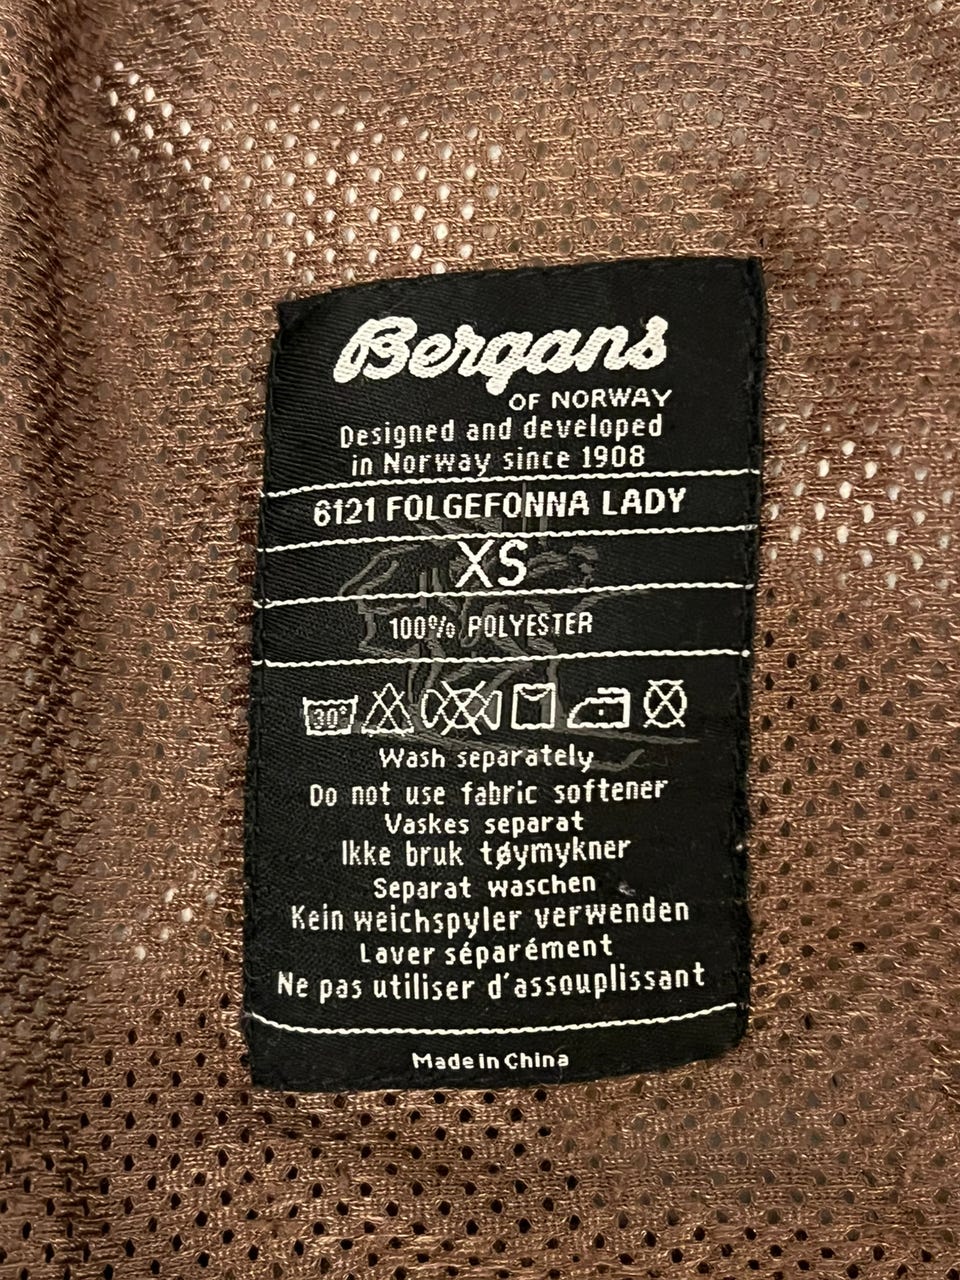 Bergans
OF NORWAY
Designed and developed
in Norway since 1908
6121 FOLGEFONNA LADY
XS
100% POLYESTER
30°
Wash separately
Do not use fabric softener
Vaskes separat
Ikke bruk tøymykner
Separat waschen
Kein weichspyler verwenden
Laver séparément
Ne pas utiliser d'assouplissant
Made in China